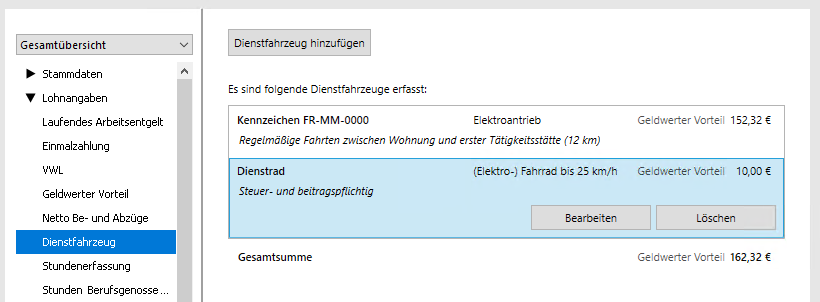 Gesamtübersicht
Stammdaten
Lohnangaben
Laufendes Arbeitsentgelt
Einmalzahlung
VWL
Geldwerter Vorteil
Netto Be- und Abzüge
Dienstfahrzeug
Stundenerfassung
Stunden Berufsgenosse ...
Dienstfahrzeug hinzufügen
Es sind folgende Dienstfahrzeuge erfasst:
Kennzeichen FR-MM-0000 Elektroantrieb Geldwerter Vorteil 152,32 €
Regelmäßige Fahrten zwischen Wohnung und erster Tätigkeitsstätte (12 km)
Dienstrad (Elektro-) Fahrrad bis 25 km/h Geldwerter Vorteil 10,00 €
Steuer- und beitragspflichtig
Bearbeiten Löschen
Gesamtsumme Geldwerter Vorteil 162,32 €